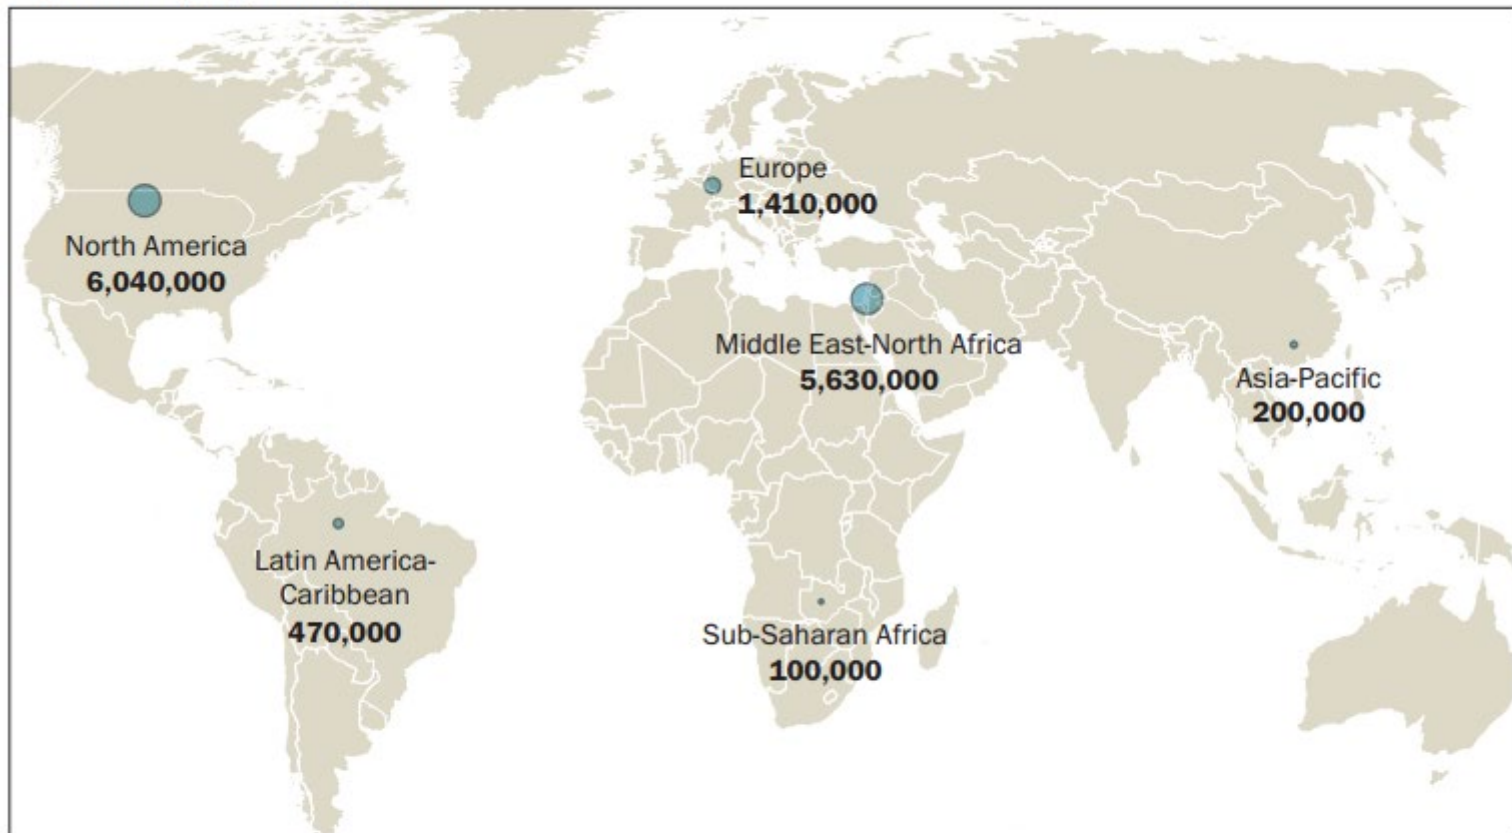 Europe
1,410,000
North America
6,040,000
Middle East-North Africa
5,630,000
Asia-Pacific
200,000
Latin America-
Caribbean
470,000
Sub-Saharan Africa
100,000